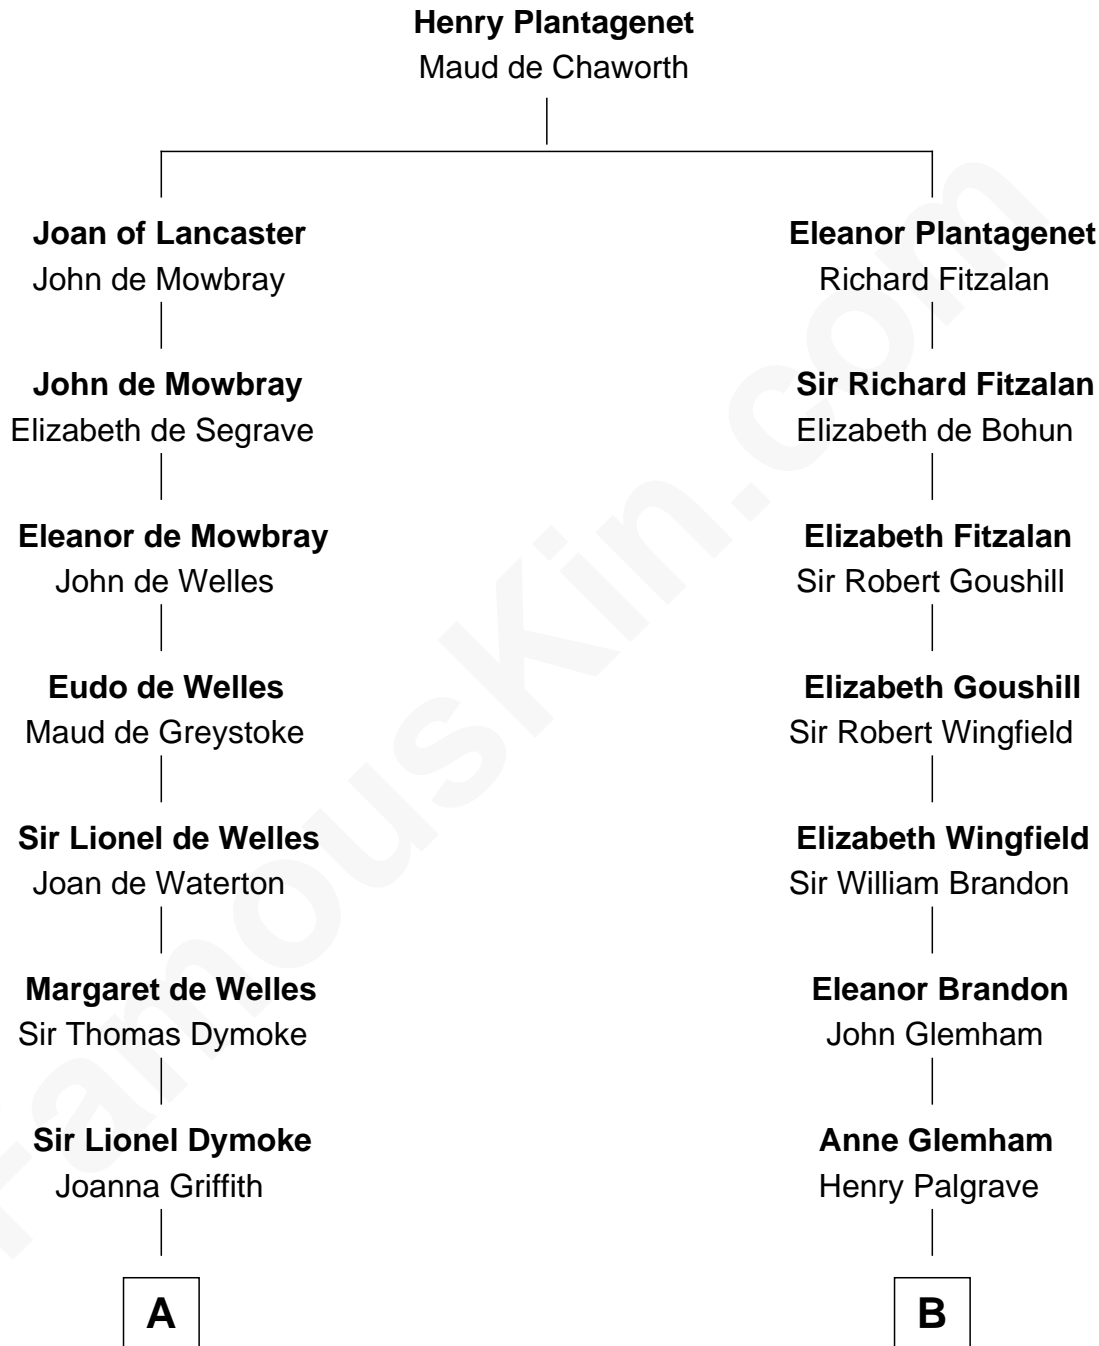 Henry Plantagenet
Maud de Chaworth
Joan of Lancaster
John de Mowbray
Eleanor Plantagenet
Richard Fitzalan
John de Mowbray
Elizabeth de Segrave
Sir Richard Fitzalan
Elizabeth de Bohun
Eleanor de Mowbray
John de Welles
Elizabeth Fitzalan
Sir Robert Goushill
Eudo de Welles
Maud de Greystoke
Elizabeth Goushill
Sir Robert Wingfield
Sir Lionel de Welles
Joan de Waterton
Elizabeth Wingfield
Sir William Brandon
Margaret de Welles
Sir Thomas Dymoke
Eleanor Brandon
John Glemham
Sir Lionel Dymoke
Joanna Griffith
Anne Glemham
Henry Palgrave
A
B
FamousKin.com